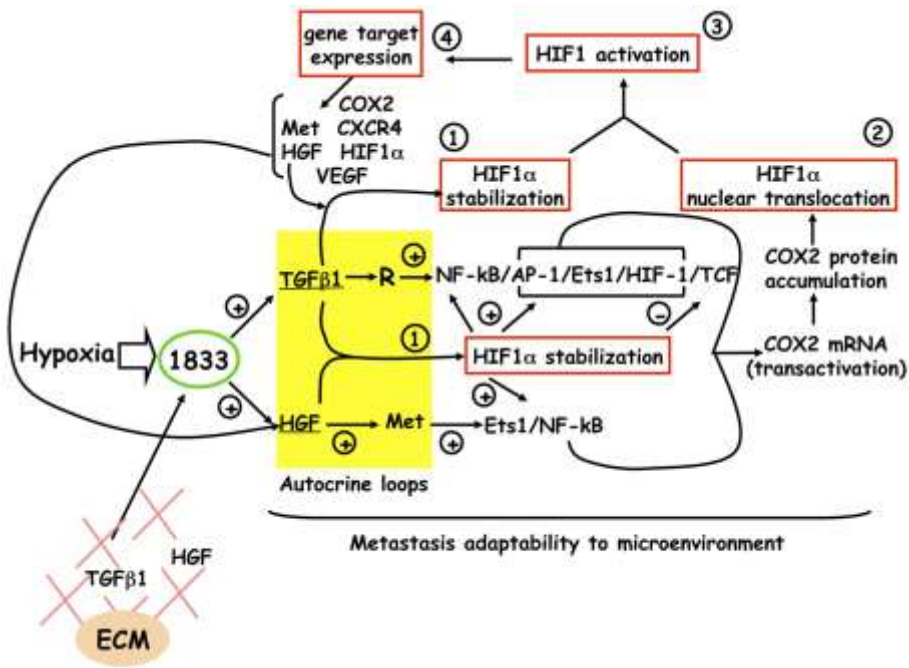 gene target
expression
④
HIF1 activation
③
COX2
Met CXCR4
HGF HIF1α
VEGF
①
HIF1α
stabilization
②
HIF1α
nuclear translocation
TGFβ1
R
+
NF-kB/AP-1/Ets1/HIF-1/TCF
COX2 protein
accumulation
+
Hypoxia
1833
①
+
-
HIF1α stabilization
COX2 mRNA
(transactivation)
+
+
HGF
+
Met
+
Ets1/NF-kB
Autocrine loops
Metastasis adaptability to microenvironment
HGF
TGFβ1
ECM